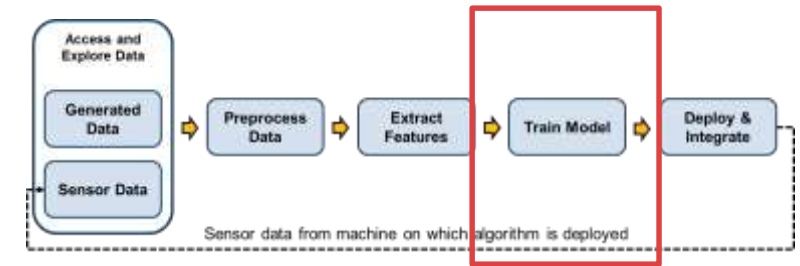 Access and
Explore Data
Generated
Data
Sensor Data
Preprocess
Data
Extract
Features
Train Model
Deploy &
Integrate
Sensor data from machine on which algorithm is deployed